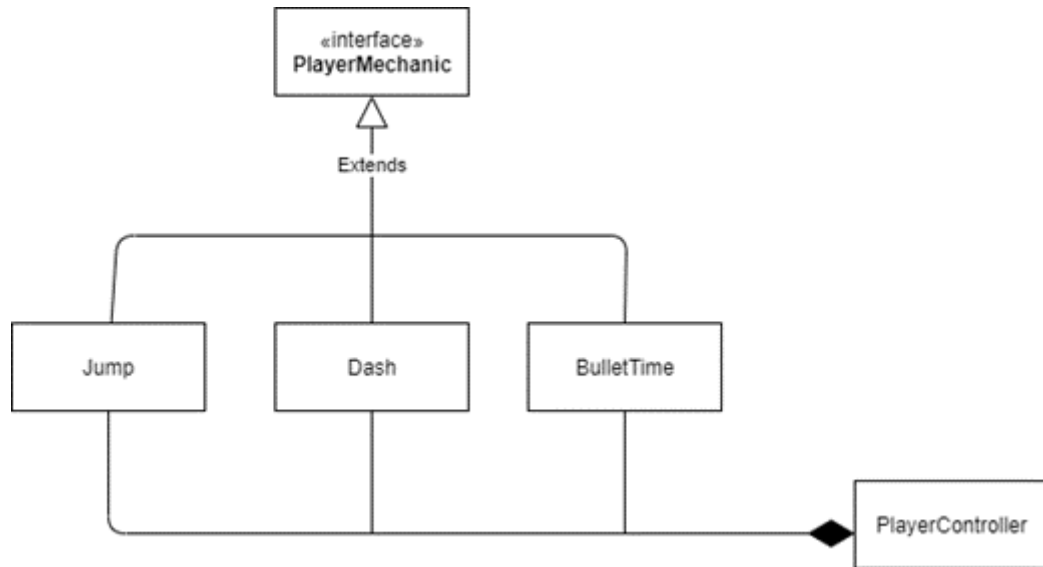 «interface»
PlayerMechanic
Extends
Jump
Dash
BulletTime
PlayerController